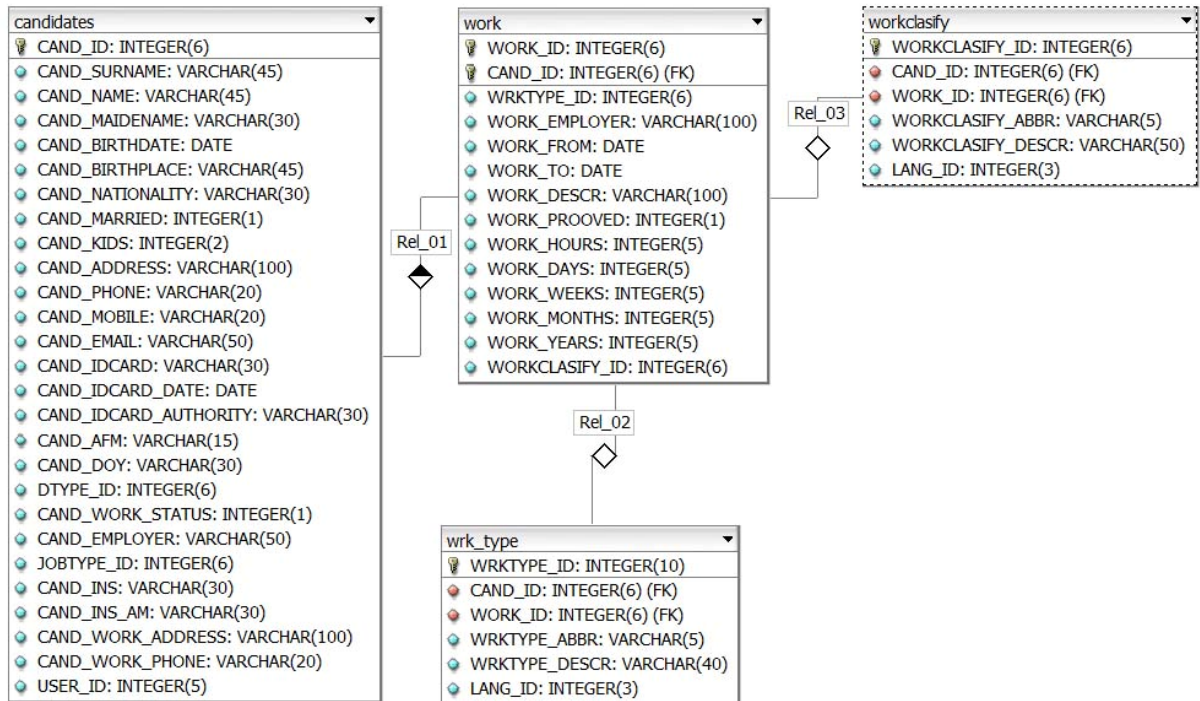 candidates
CAND_ID: INTEGER(6)
CAND_SURNAME: VARCHAR(45)
CAND_NAME: VARCHAR(45)
CAND_MAIDENAME: VARCHAR(30)
CAND_BIRTHDATE: DATE
CAND_BIRTHPLACE: VARCHAR(45)
CAND_NATIONALITY: VARCHAR(30)
CAND_MARRIED: INTEGER(1)
CAND_KIDS: INTEGER(2)
CAND_ADDRESS: VARCHAR(100)
CAND_PHONE: VARCHAR(20)
CAND_MOBILE: VARCHAR(20)
CAND_EMAIL: VARCHAR(50)
CAND_IDCARD: VARCHAR(30)
CAND_IDCARD_DATE: DATE
CAND_IDCARD_AUTHORITY: VARCHAR(30)
CAND_AFM: VARCHAR(15)
CAND_DOY: VARCHAR(30)
DTYPE_ID: INTEGER(6)
CAND_WORK_STATUS: INTEGER(1)
CAND_EMPLOYER: VARCHAR(50)
JOBTYPE_ID: INTEGER(6)
CAND_INS: VARCHAR(30)
CAND_INS_AM: VARCHAR(30)
CAND_WORK_ADDRESS: VARCHAR(100)
CAND_WORK_PHONE: VARCHAR(20)
USER_ID: INTEGER(5)
Rel_01
work
WORK_ID: INTEGER(6)
CAND_ID: INTEGER(6) (FK)
WRKTYPE_ID: INTEGER(6)
WORK_EMPLOYER: VARCHAR(100)
WORK_FROM: DATE
WORK_TO: DATE
WORK_DESCR: VARCHAR(100)
WORK_PROOVED: INTEGER(1)
WORK_HOURS: INTEGER(5)
WORK_DAYS: INTEGER(5)
WORK_WEEKS: INTEGER(5)
WORK_MONTHS: INTEGER(5)
WORK_YEARS: INTEGER(5)
WORKCLASIFY_ID: INTEGER(6)
Rel_02
wrk_type
WRKTYPE_ID: INTEGER(10)
CAND_ID: INTEGER(6) (FK)
WORK_ID: INTEGER(6) (FK)
WRKTYPE_ABBR: VARCHAR(5)
WRKTYPE_DESCR: VARCHAR(40)
LANG_ID: INTEGER(3)
Rel_03
workclasify
WORKCLASIFY_ID: INTEGER(6)
CAND_ID: INTEGER(6) (FK)
WORK_ID: INTEGER(6) (FK)
WORKCLASIFY_ABBR: VARCHAR(5)
WORKCLASIFY_DESCR: VARCHAR(50)
LANG_ID: INTEGER(3)